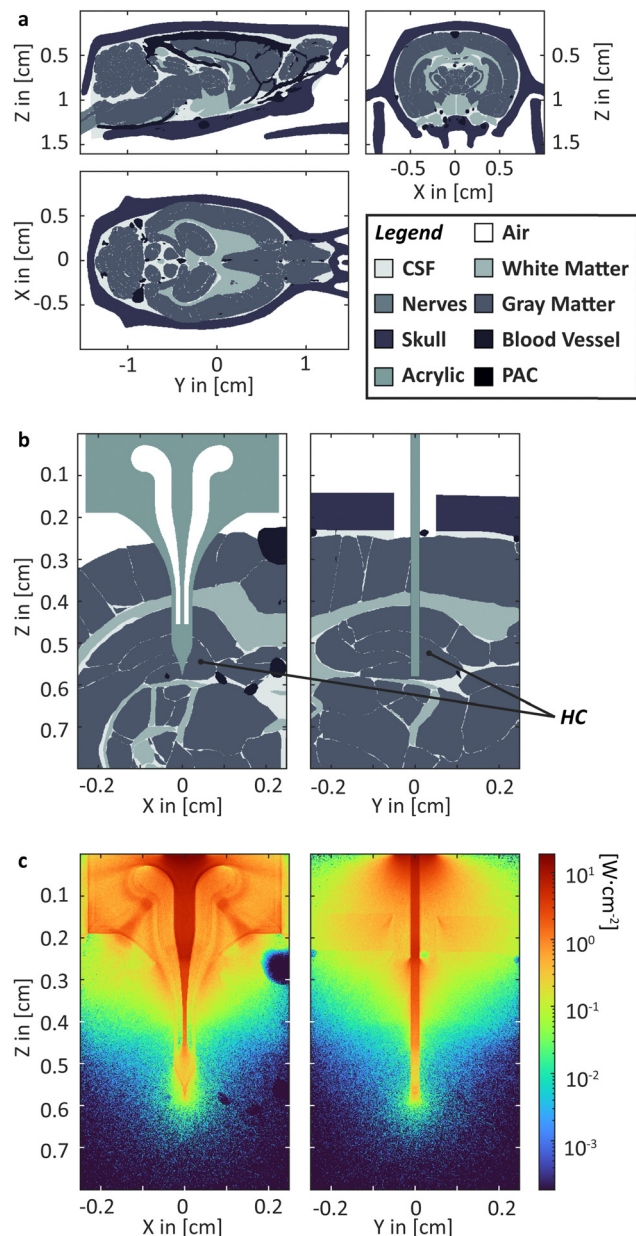 a
Z in [cm]
0.5
1
1.5
0.5
1
1.5
Z in [cm]
-0.5 0 0.5
X in [cm]
X in [cm]
0.5
0
-0.5
-1 0 1
Y in [cm]
Legend
Air
CSF
White Matter
Nerves
Gray Matter
Skull
Blood Vessel
Acrylic
PAC
b
Z in [cm]
0.1
0.2
0.3
0.4
0.5
0.6
0.7
HC
-0.2 0 0.2
X in [cm]
-0.2 0 0.2
Y in [cm]
c
Z in [cm]
0.1
0.2
0.3
0.4
0.5
0.6
0.7
-0.2 0 0.2
X in [cm]
-0.2 0 0.2
Y in [cm]
[W·cm⁻²]
10¹
10⁰
10⁻¹
10⁻²
10⁻³